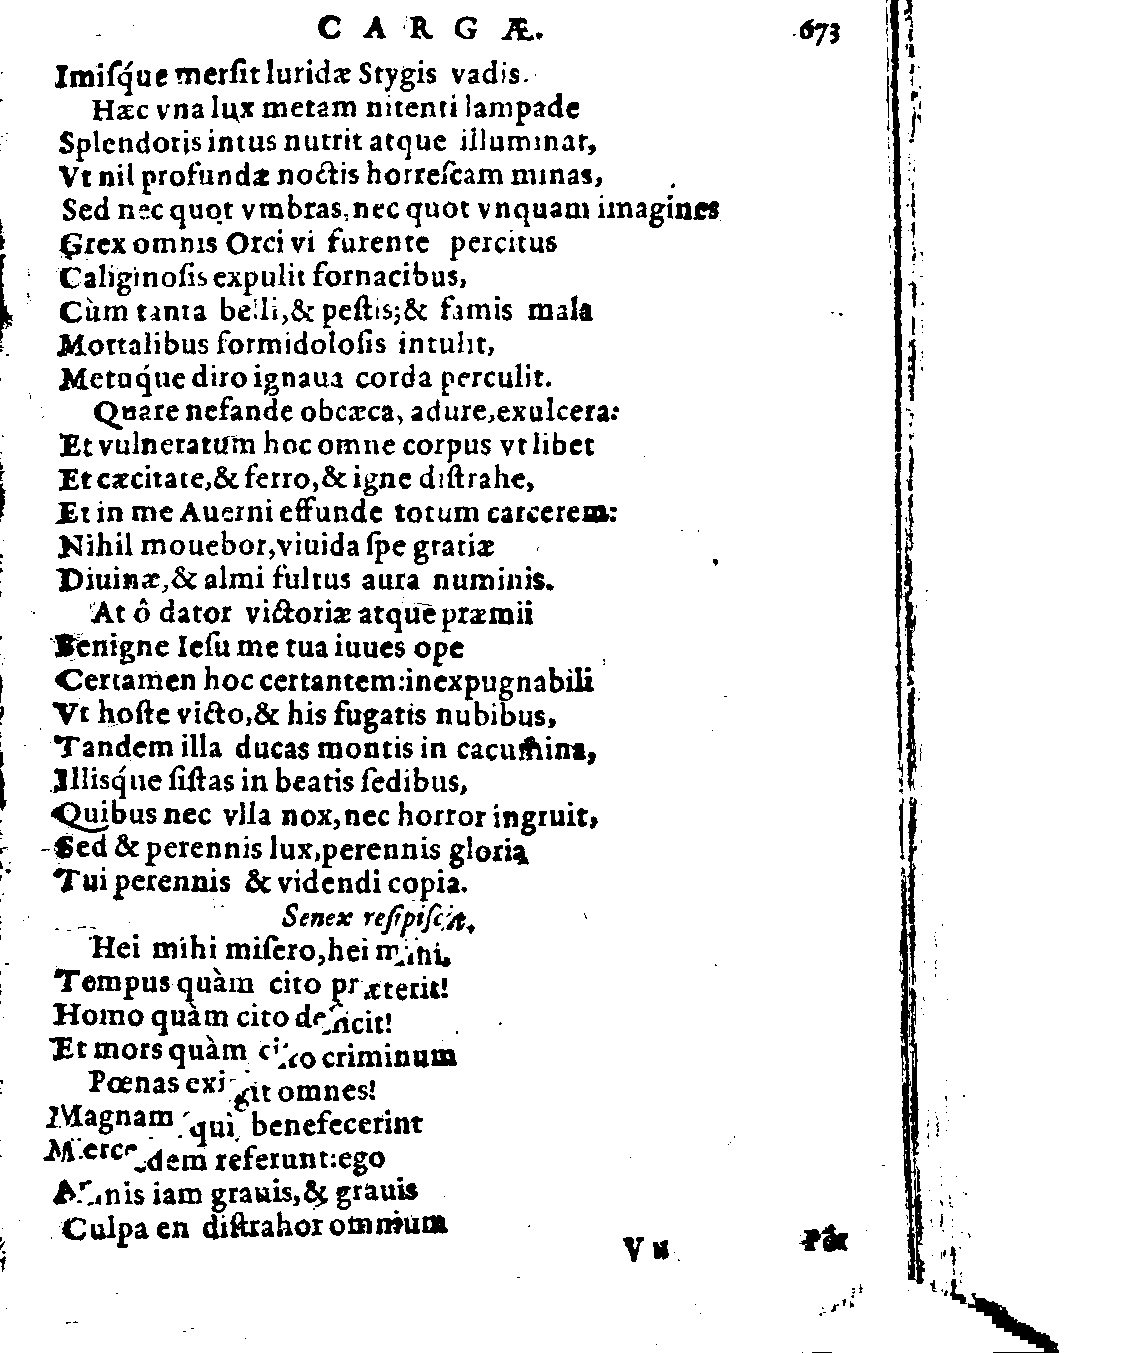 CARGÆ. 673
Imiſq́ue merſit luridæ Stygis vadis.
Hæc vna lux metam nitenti lampade
Splendoris intus nutrit atque illuminat,
Vt nil profundæ noctis horreſcam minas,
Sed nec quot vmbras, nec quot vnquam imagines
Grex omnis Orci vi furente percitus
Caliginoſis expulit fornacibus,
Cùm tanta belli, & peſtis; & famis mala
Mortalibus formidoloſis intulit,
Metuq́ue diro ignaua corda perculit.
Quare nefande obcæca, adure, exulcera:
Et vulneratum hoc omne corpus vt libet
Et cæcitate, & ferro, & igne diſtrahe,
Et in me Auerni effunde totum carcerem:
Nihil mouebor, viuida ſpe gratiæ
Diuinæ, & almi fultus aura numinis.
At ô dator victoriæ atque præmii
Benigne Ieſu me tua iuues ope
Certamen hoc certantem: inexpugnabili
Vt hoſte victo, & his fugatis nubibus,
Tandem illa ducas montis in cacumina,
Illisq́ue ſiſtas in beatis ſedibus,
Quibus nec vlla nox, nec horror ingruit,
Sed & perennis lux, perennis gloria
Tui perennis & videndi copia.
Senex reſipiſcit.
Hei mihi miſero, hei mihi.
Tempus quàm cito præterit!
Homo quàm cito deficit!
Et mors quàm cito criminum
Pœnas exigit omnes!
Magnam qui benefecerint
Mercedem referunt: ego
Annis iam grauis, & grauis
Culpa en diſtrahor omnium
Vu